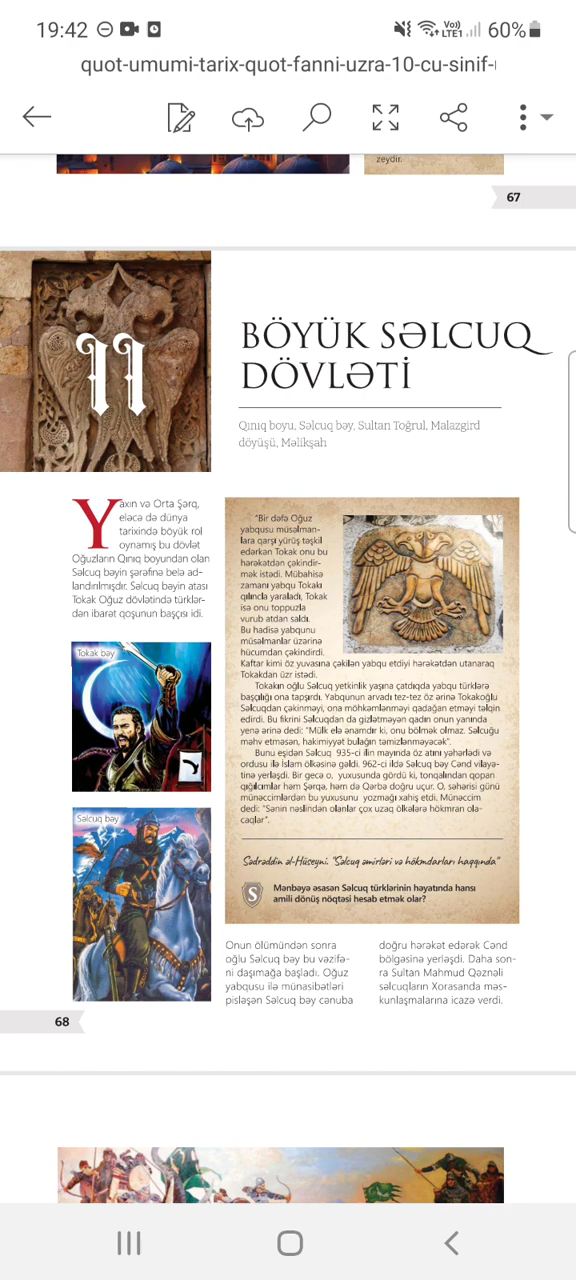 19:42
Vo)) LTE1 60%
quot-umumi-tarix-quot-fanni-uzra-10-cu-sinif-
zeydir.
67
11
BÖYÜK SƏLCUQ
DÖVLƏTİ
Qınıq boyu, Səlcuq bəy, Sultan Toğrul, Malazgird
döyüşü, Məlikşah
Yaxın və Orta Şərq,
eləcə də dünya
tarixində böyük rol
oynamış bu dövlət
Oğuzların Qınıq boyundan olan
Səlcuq bəyin şərəfinə belə ad-
landırılmışdır. Səlcuq bəyin atası
Tokak Oğuz dövlətində türklər-
dən ibarət qoşunun başçısı idi.
Tokak bəy
Səlcuq bəy
"Bir dəfə Oğuz
yabqusu müsəlman-
lara qarşı yürüş təşkil
edərkən Tokak onu bu
hərəkətdən çəkindir-
mək istədi. Mübahisə
zamanı yabqu Tokakı
qılıncla yaraladı, Tokak
isə onu toppuzla
vurub atdan saldı.
Bu hadisə yabqunu
müsəlmanlar üzərinə
hücumdan çəkindirdi.
Kaftar kimi öz yuvasına çəkilən yabqu etdiyi hərəkətdən utanaraq
Tokakdan üzr istədi.
Tokakın oğlu Səlcuq yetkinlik yaşına çatdıqda yabqu türklərə
başçılığı ona tapşırdı. Yabqunun arvadı tez-tez öz ərinə Tokakoğlu
Səlcuqdan çəkinməyi, ona möhkəmlənməyi qadağan etməyi təlqin
edirdi. Bu fikrini Səlcuqdan da gizlətməyən qadın onun yanında
yenə ərinə dedi: "Mülk elə ənamdır ki, onu bölmək olmaz. Səlcuğu
məhv etməsən, hakimiyyət bulağın təmizlənməyəcək".
Bunu eşidən Səlcuq 935-ci ilin mayında öz atını yəhərlədi və
ordusu ilə İslam ölkəsinə gəldi. 962-ci ildə Səlcuq bəy Cənd vilayə-
tinə yerləşdi. Bir gecə o, yuxusunda gördü ki, tonqalından qopan
qığılcımlar həm Şərqə, həm də Qərbə doğru uçur. O, səhərisi günü
münəccimlərdən bu yuxusunu yozmağı xahiş etdi. Münəccim
dedi: "Sənin nəslindən olanlar çox uzaq ölkələrə hökmran ola-
caqlar".
Sədrəddin əl-Hüseyni. "Səlcuq əmirləri və hökmdarları haqqında"
S
Mənbəyə əsasən Səlcuq türklərinin həyatında hansı
amili dönüş nöqtəsi hesab etmək olar?
Onun ölümündən sonra
oğlu Səlcuq bəy bu vəzifə-
ni daşımağa başladı. Oğuz
yabqusu ilə münasibətləri
pisləşən Səlcuq bəy cənuba
doğru hərəkət edərək Cənd
bölgəsinə yerləşdi. Daha son-
ra Sultan Mahmud Qəznəli
səlcuqların Xorasanda məs-
kunlaşmalarına icazə verdi.
68